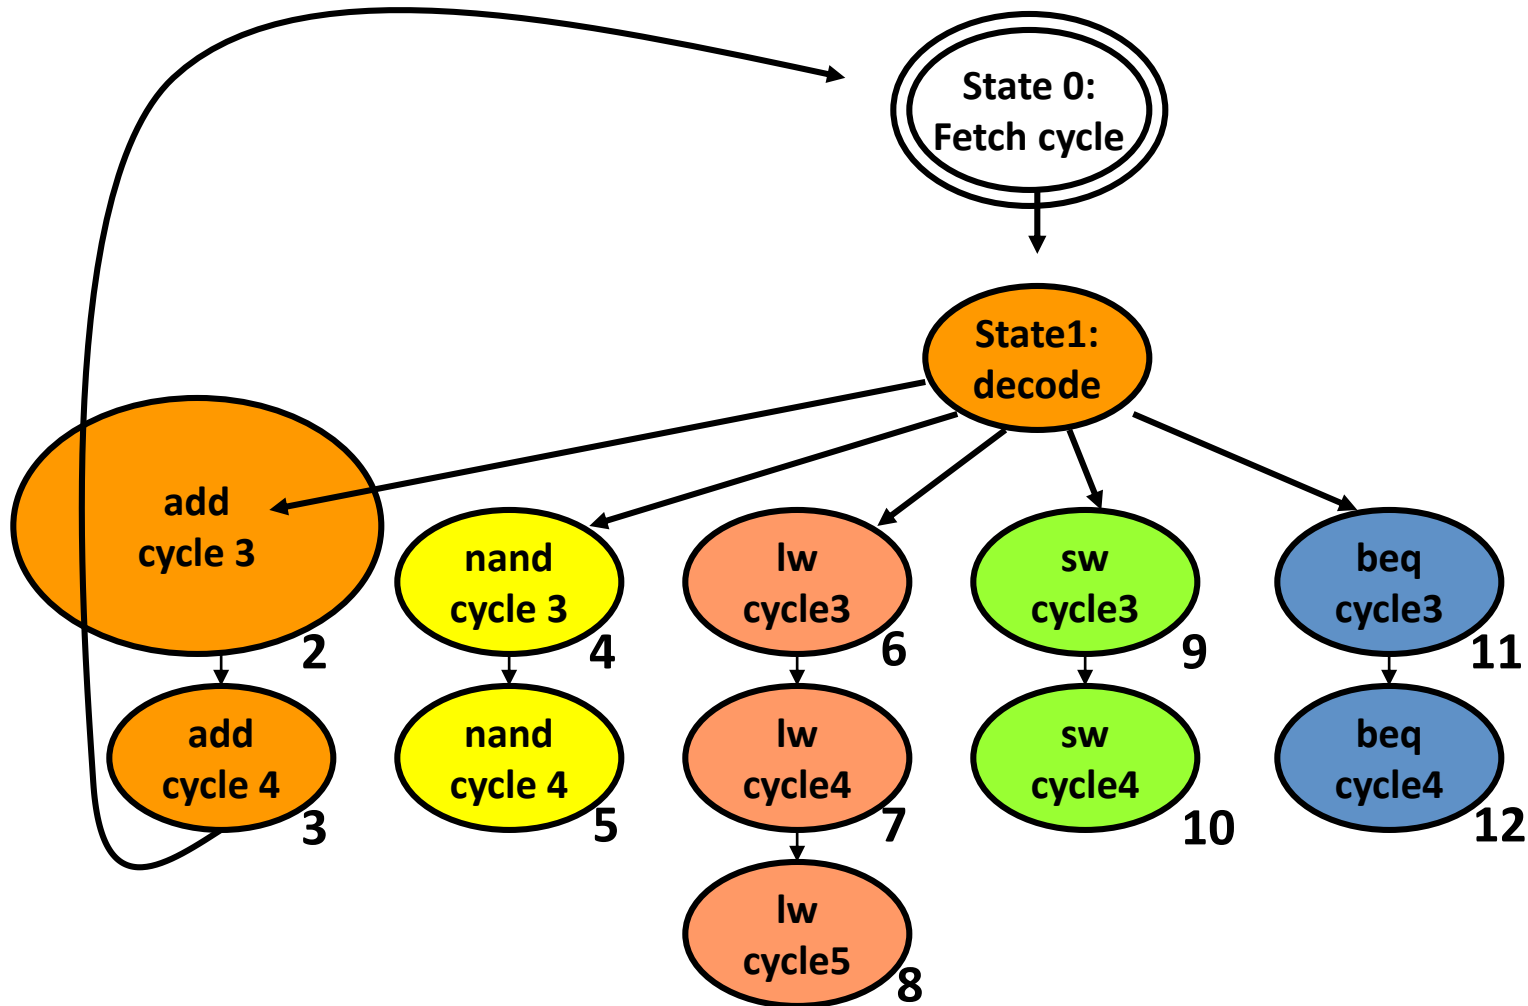 State 0:
Fetch cycle
State1:
decode
add
cycle 3
2
nand
cycle 3
4
lw
cycle3
6
sw
cycle3
9
beq
cycle3
11
add
cycle 4
3
nand
cycle 4
5
lw
cycle4
7
sw
cycle4
10
beq
cycle4
12
lw
cycle5
8